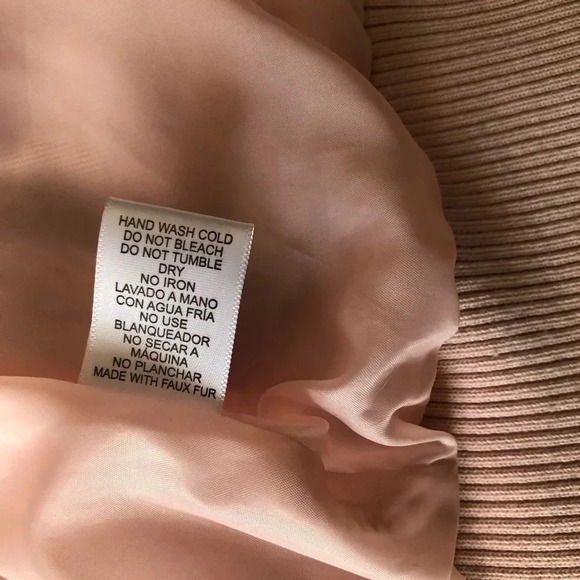 HAND WASH COLD
DO NOT BLEACH
DO NOT TUMBLE
DRY
NO IRON
LAVADO A MANO
CON AGUA FRÍA
NO USE
BLANQUEADOR
NO SECAR A
MÁQUINA
NO PLANCHAR
MADE WITH FAUX FUR